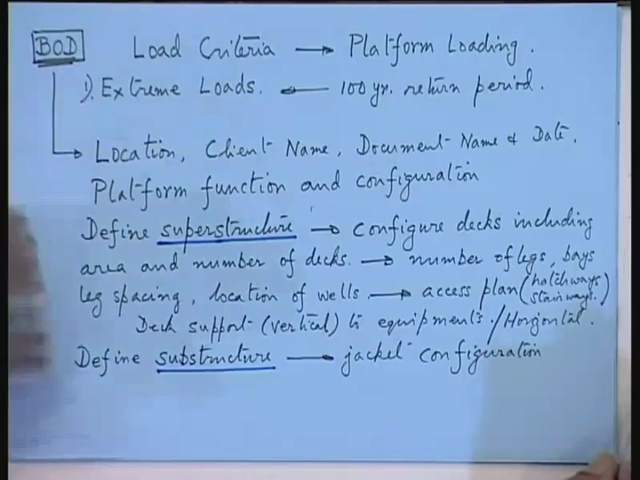 BOD Load Criteria → Platform Loading.
1). Extreme Loads. ← 100 yr. return period.
→ Location, Client Name, Document Name & Date.
Platform function and configuration
Define superstructure → configure decks including
area and number of decks. → number of legs, bays
leg spacing, location of wells → access plan (hatchways stairways.)
Deck support (vertical) to equipments/Horizontal.
Define substructure → jacket configuration